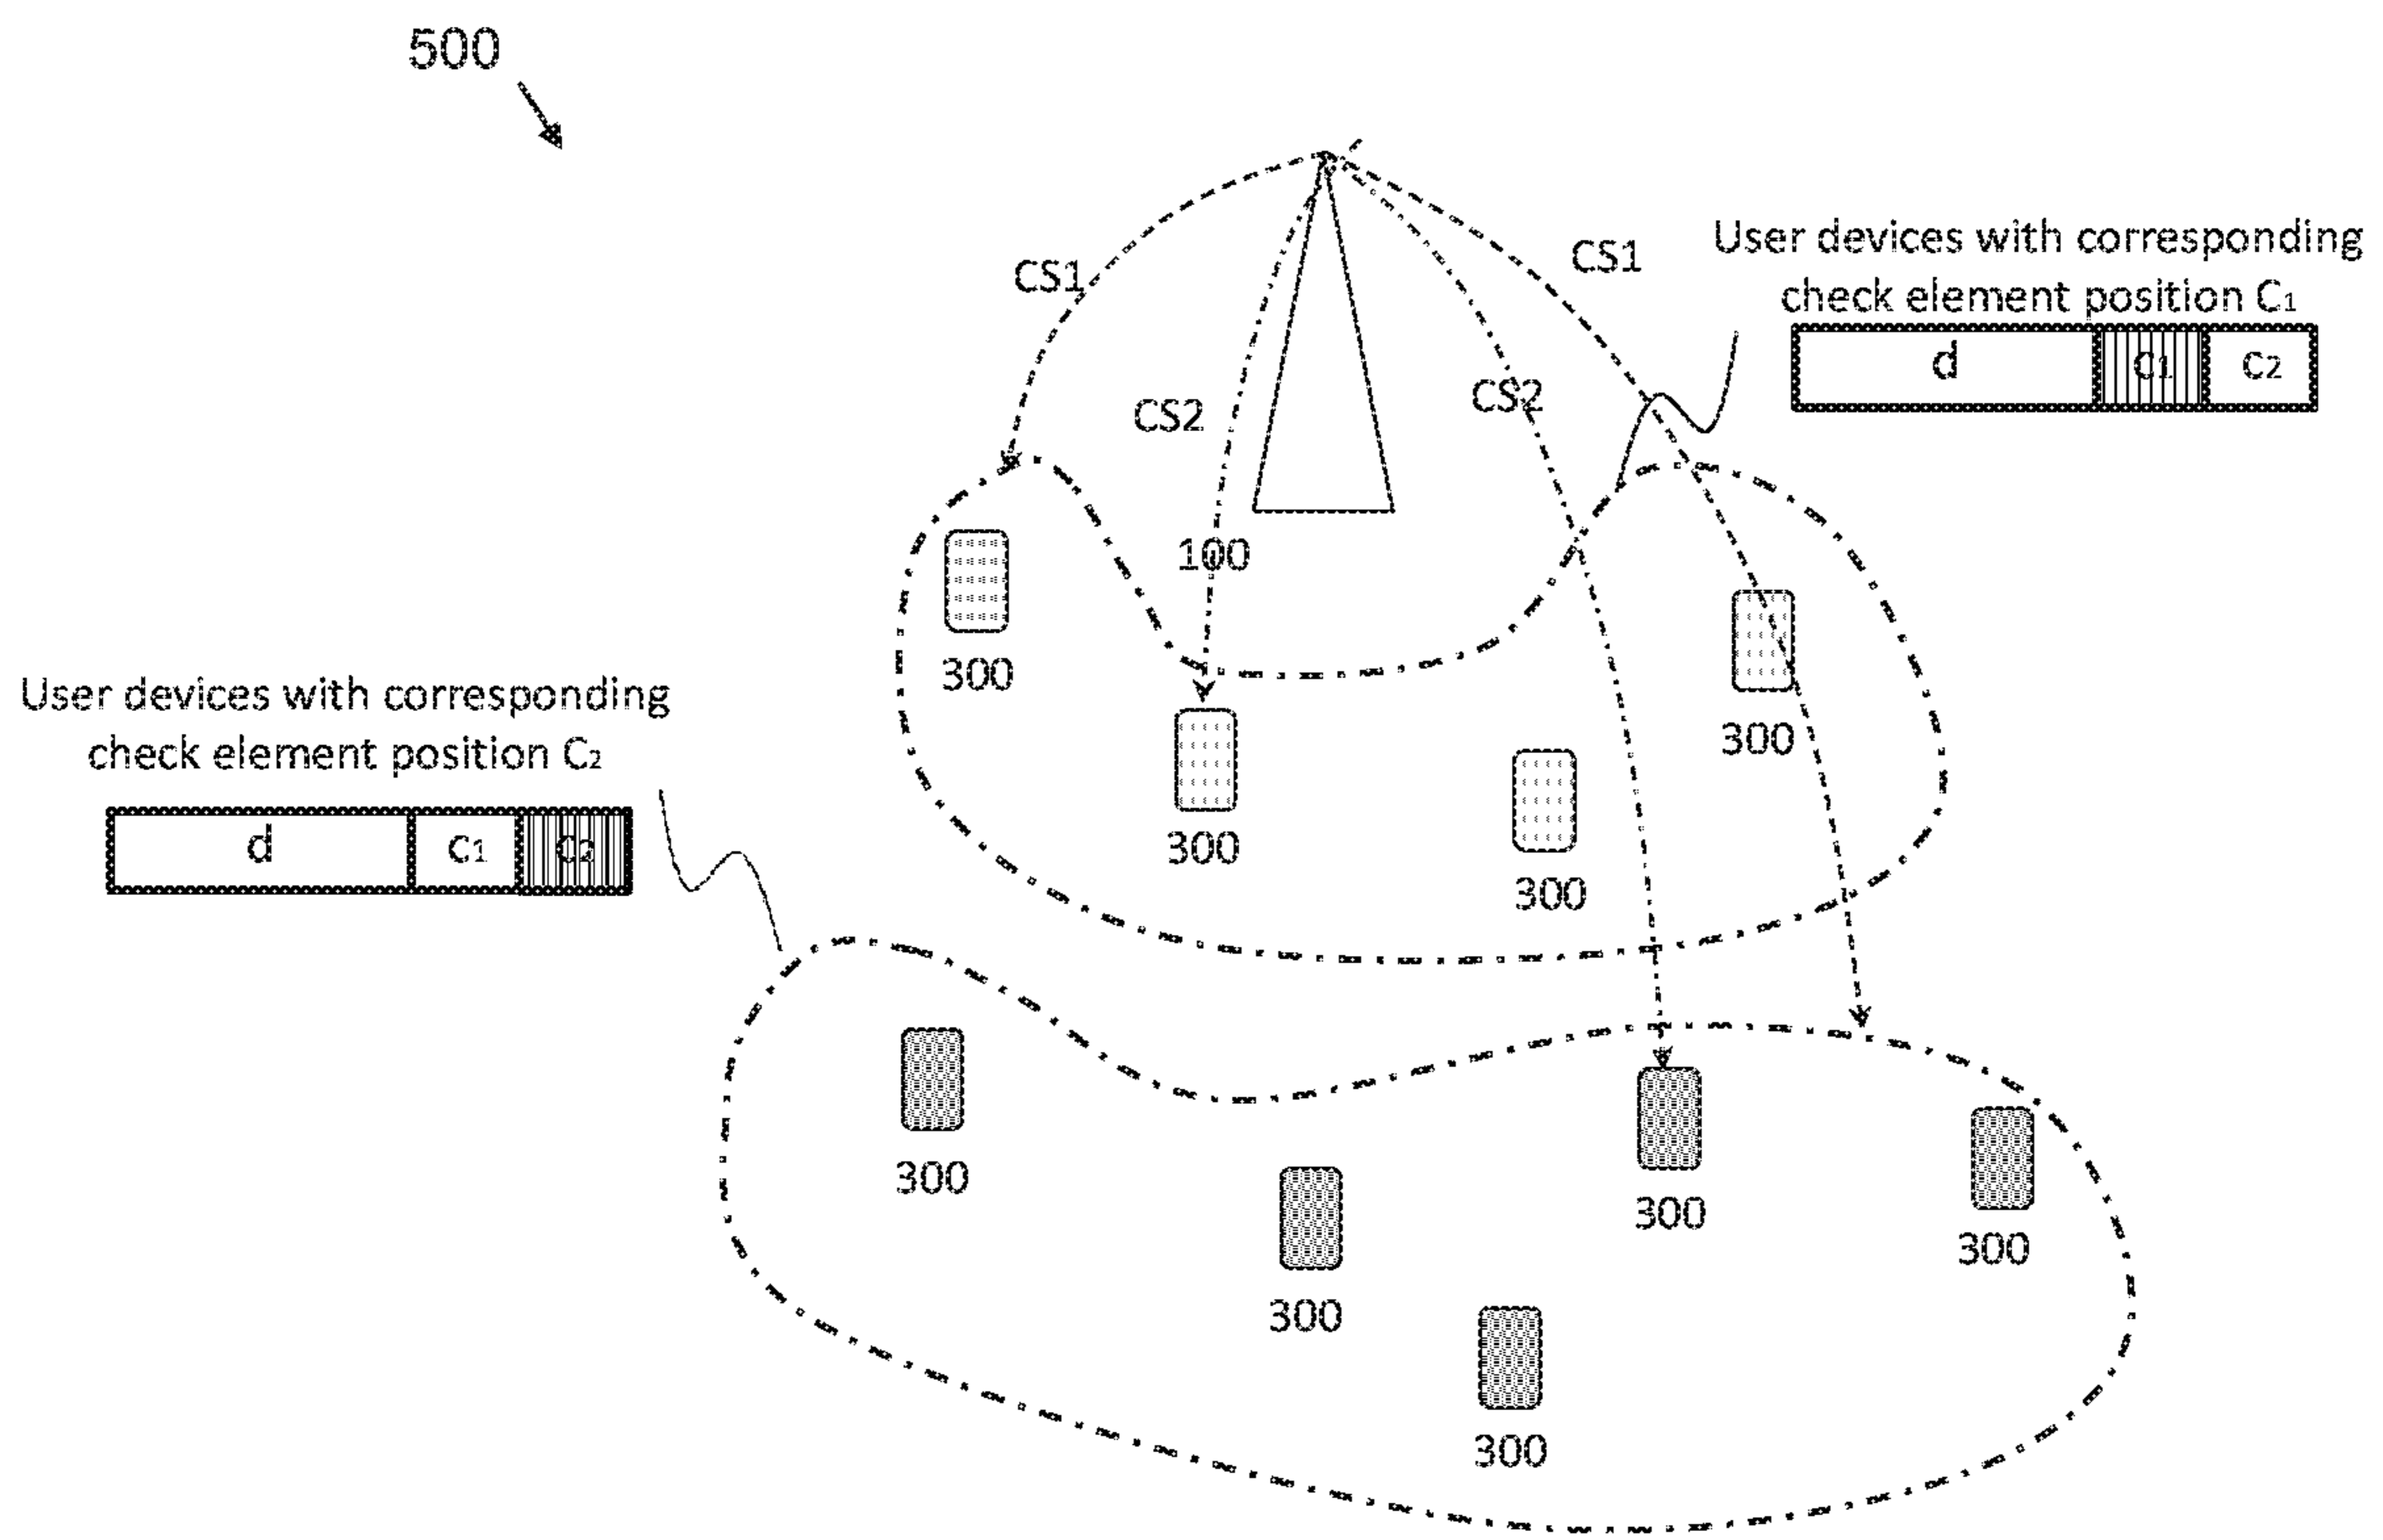 500
CS1
CS1
User devices with corresponding
check element position C1
d
C1
C2
CS2
CS2
100
300
300
User devices with corresponding
check element position C2
d
C1
C2
300
300
300
300
300
300
300